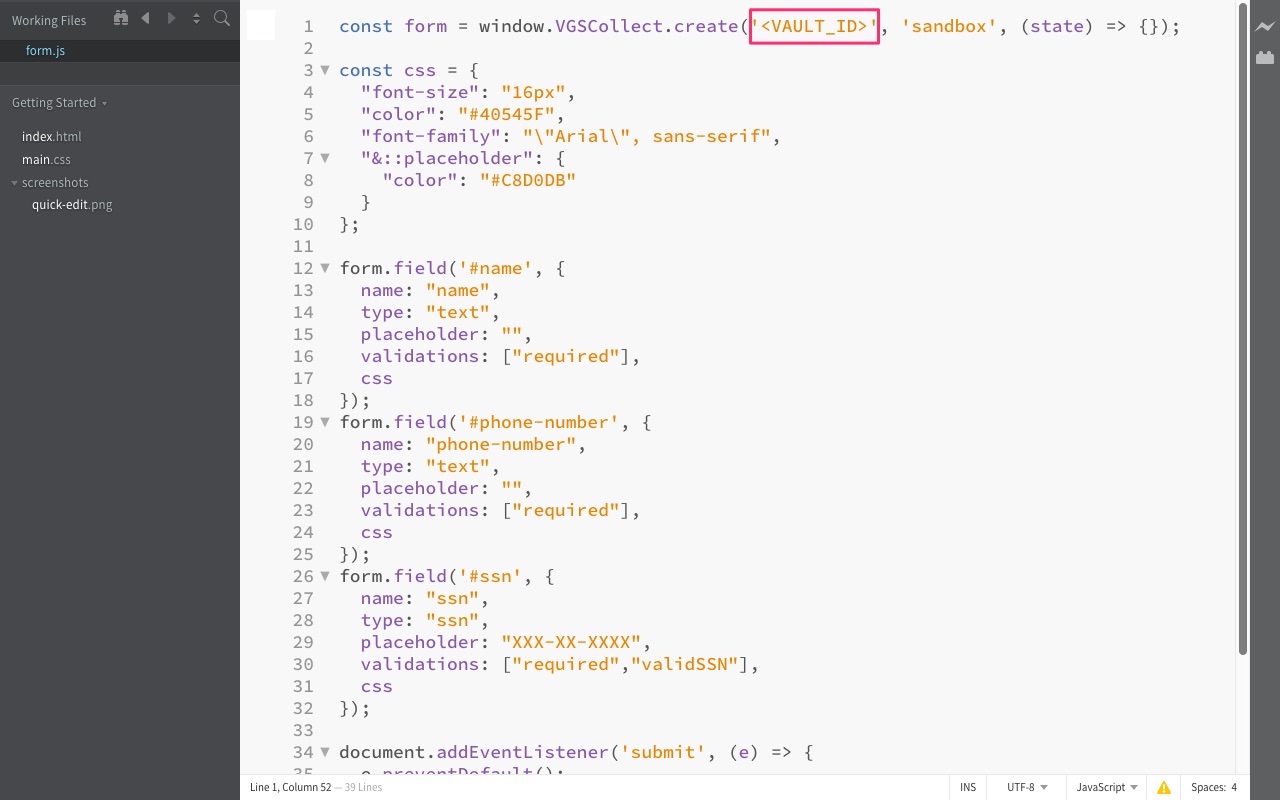 Working Files
form.js
Getting Started
index.html
main.css
screenshots
quick-edit.png
1 const form = window.VGSCollect.create('<VAULT_ID>', 'sandbox', (state) => {});
2
3 const css = {
4 "font-size": "16px",
5 "color": "#40545F",
6 "font-family": "\"Arial\", sans-serif",
7 "&::placeholder": {
8 "color": "#C8D0DB"
9 }
10 };
11
12 form.field('#name', {
13 name: "name",
14 type: "text",
15 placeholder: "",
16 validations: ["required"],
17 css
18 });
19 form.field('#phone-number', {
20 name: "phone-number",
21 type: "text",
22 placeholder: "",
23 validations: ["required"],
24 css
25 });
26 form.field('#ssn', {
27 name: "ssn",
28 type: "ssn",
29 placeholder: "XXX-XX-XXXX",
30 validations: ["required","validSSN"],
31 css
32 });
33
34 document.addEventListener('submit', (e) => {
35 e.preventDefault();
Line 1, Column 52 — 39 Lines
INS UTF-8 JavaScript Spaces: 4